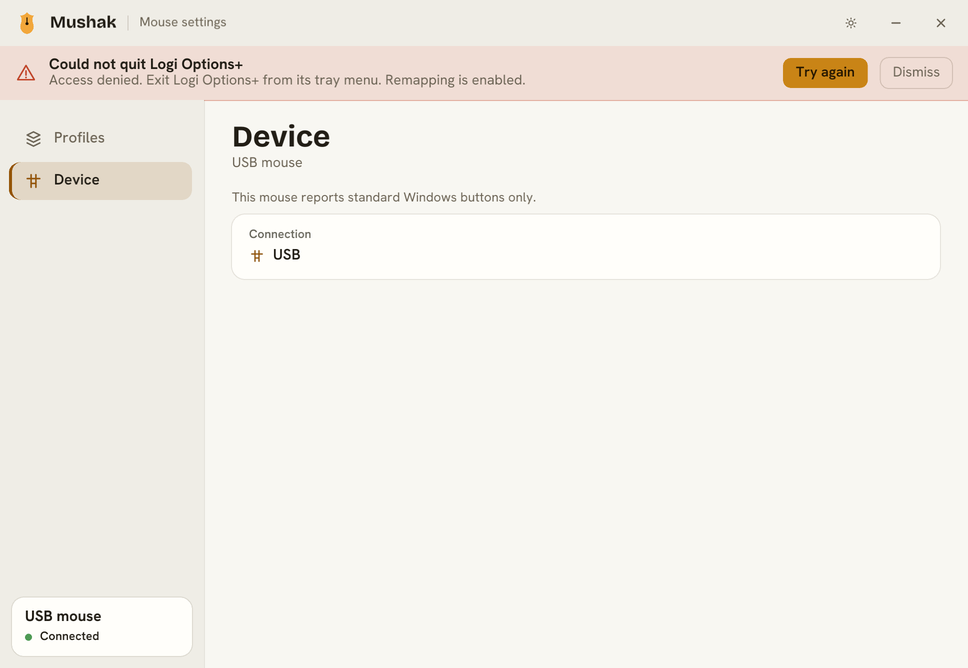 Mushak | Mouse settings
Could not quit Logi Options+
Access denied. Exit Logi Options+ from its tray menu. Remapping is enabled.
Try again
Dismiss
Profiles
Device
Device
USB mouse
This mouse reports standard Windows buttons only.
Connection
USB
USB mouse
Connected